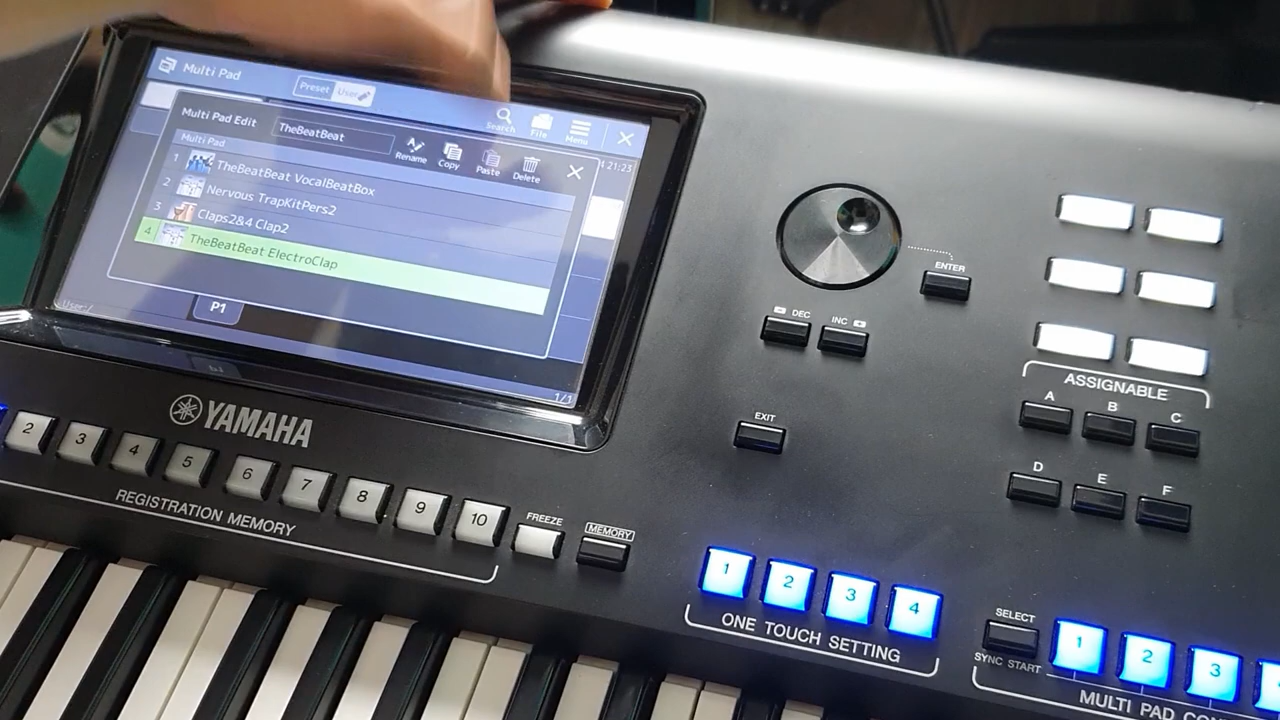 Multi Pad
Preset
User
Search
File
Menu
Multi Pad Edit
TheBeatBeat
Rename
Copy
Paste
Delete
21:23
Multi Pad
1 TheBeatBeat VocalBeatBox
2 Nervous TrapKitPers2
3 Claps2&4 Clap2
4 TheBeatBeat ElectroClap
User/
P1
1/1
YAMAHA
2 3 4 5 6 7 8 9 10
REGISTRATION MEMORY
FREEZE
MEMORY
ENTER
DEC
INC
EXIT
ASSIGNABLE
A B C
D E F
1 2 3 4
ONE TOUCH SETTING
SELECT
SYNC START
1 2 3
MULTI PAD